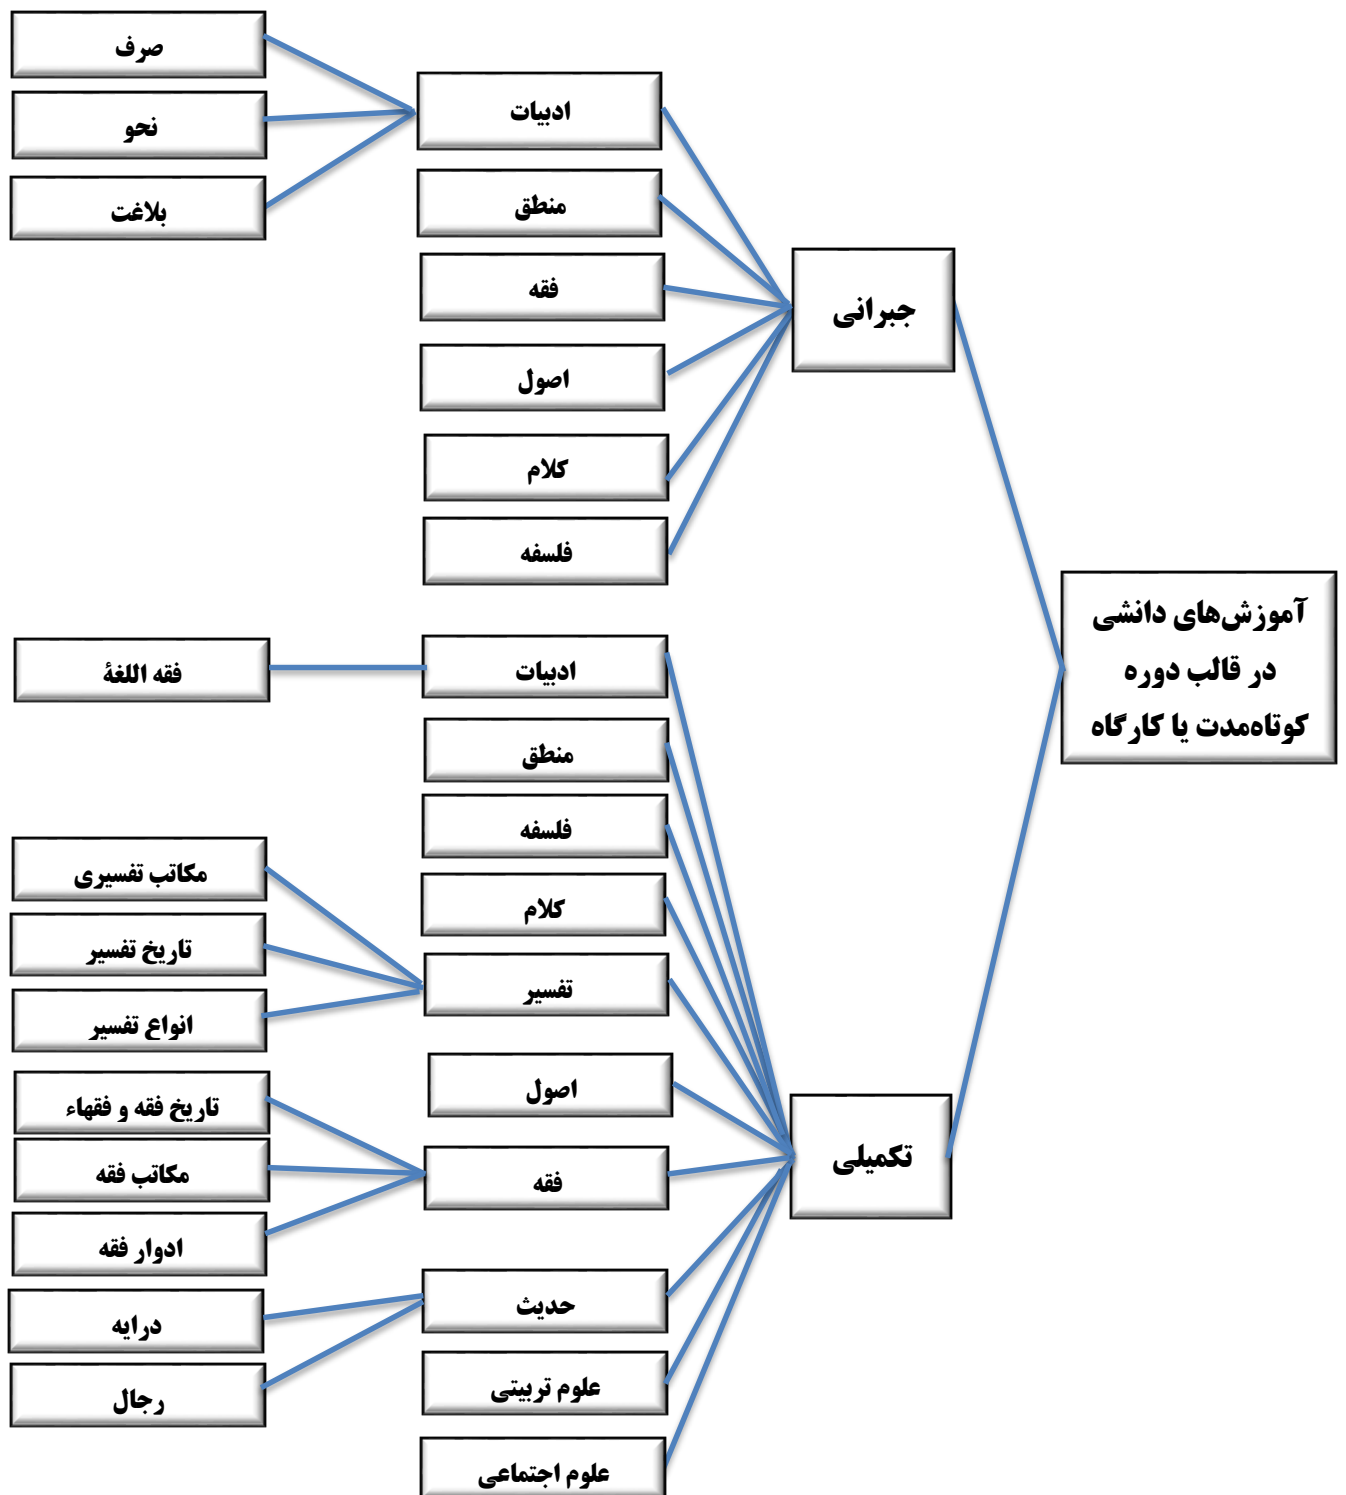 آموزش‌های دانشی
در قالب دوره
کوتاه‌مدت یا کارگاه
جبرانی
ادبیات
صرف
نحو
بلاغت
منطق
فقه
اصول
کلام
فلسفه
تکمیلی
ادبیات
فقه اللغة
منطق
فلسفه
کلام
تفسیر
مکاتب تفسیری
تاریخ تفسیر
انواع تفسیر
اصول
فقه
تاریخ فقه و فقهاء
مکاتب فقه
ادوار فقه
حدیث
درایه
رجال
علوم تربیتی
علوم اجتماعی